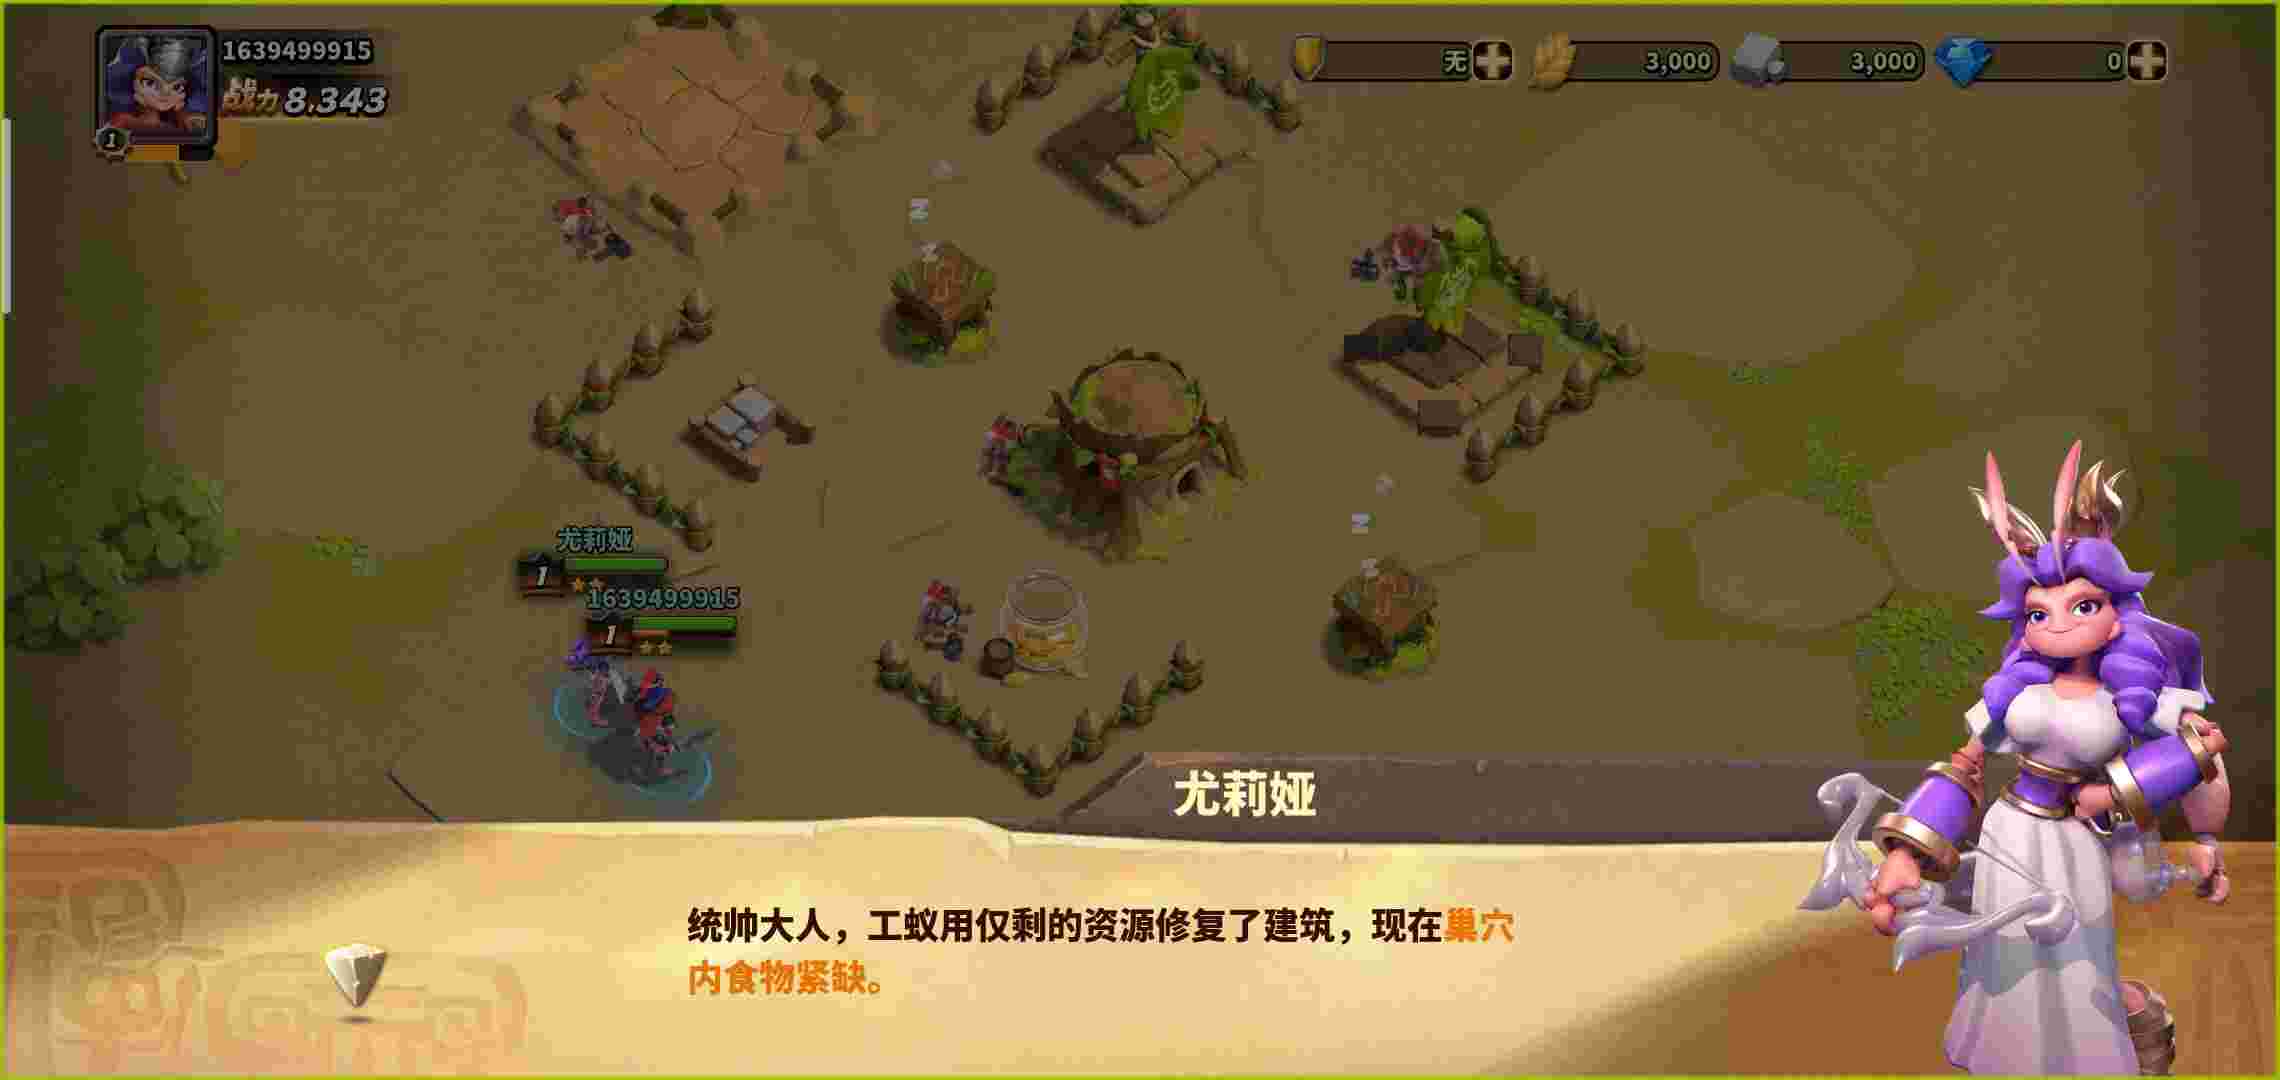 1639499915
战力 8,343
1
无
3,000
3,000
0
尤莉娅
1
1639499915
1
尤莉娅
统帅大人，工蚁用仅剩的资源修复了建筑，现在巢穴
内食物紧缺。